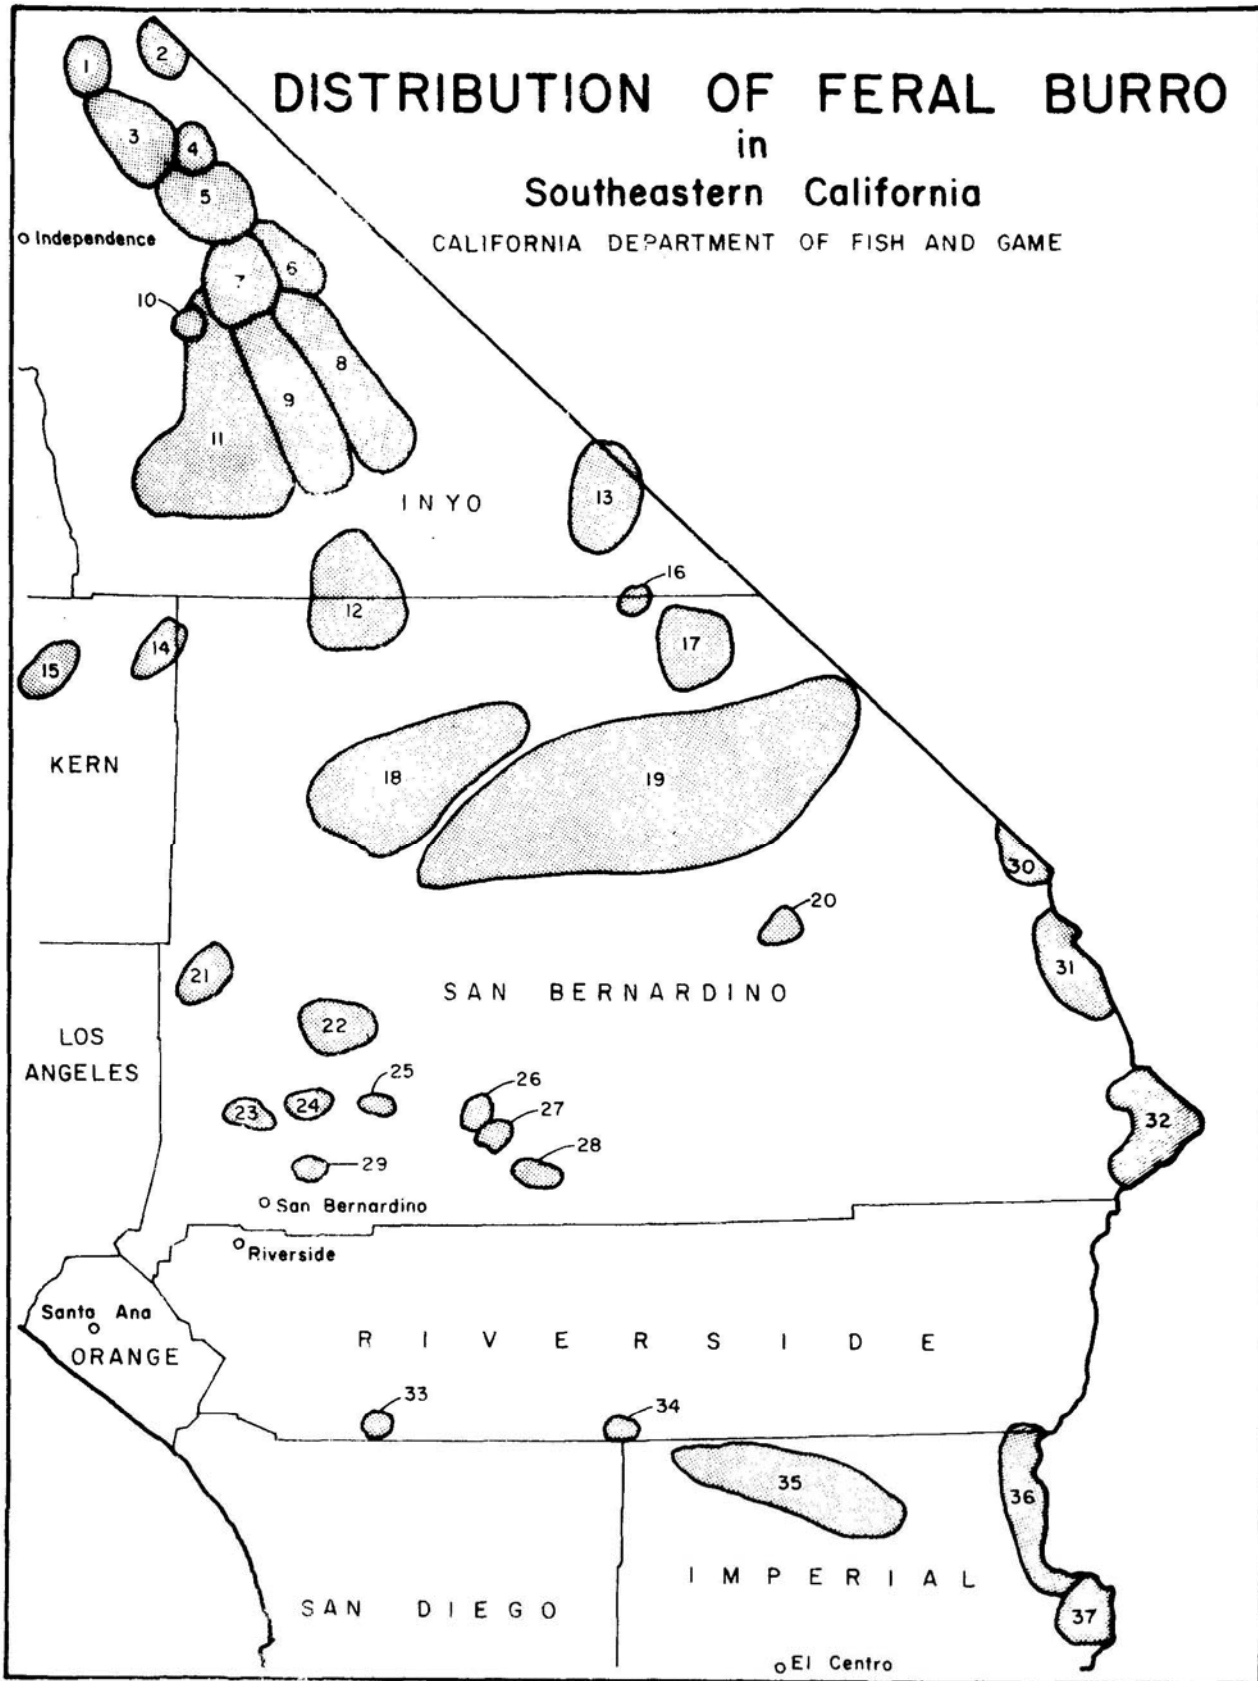 DISTRIBUTION OF FERAL BURRO
in
Southeastern California
CALIFORNIA DEPARTMENT OF FISH AND GAME
1
2
3
4
5
Independence
6
7
10
8
9
11
INYO
13
16
12
14
15
17
KERN
18
19
30
20
31
21
SAN BERNARDINO
22
LOS
ANGELES
25
26
23
24
27
32
28
29
San Bernardino
Riverside
Santa Ana
ORANGE
RIVERSIDE
33
34
35
36
IMPERIAL
SAN DIEGO
37
El Centro